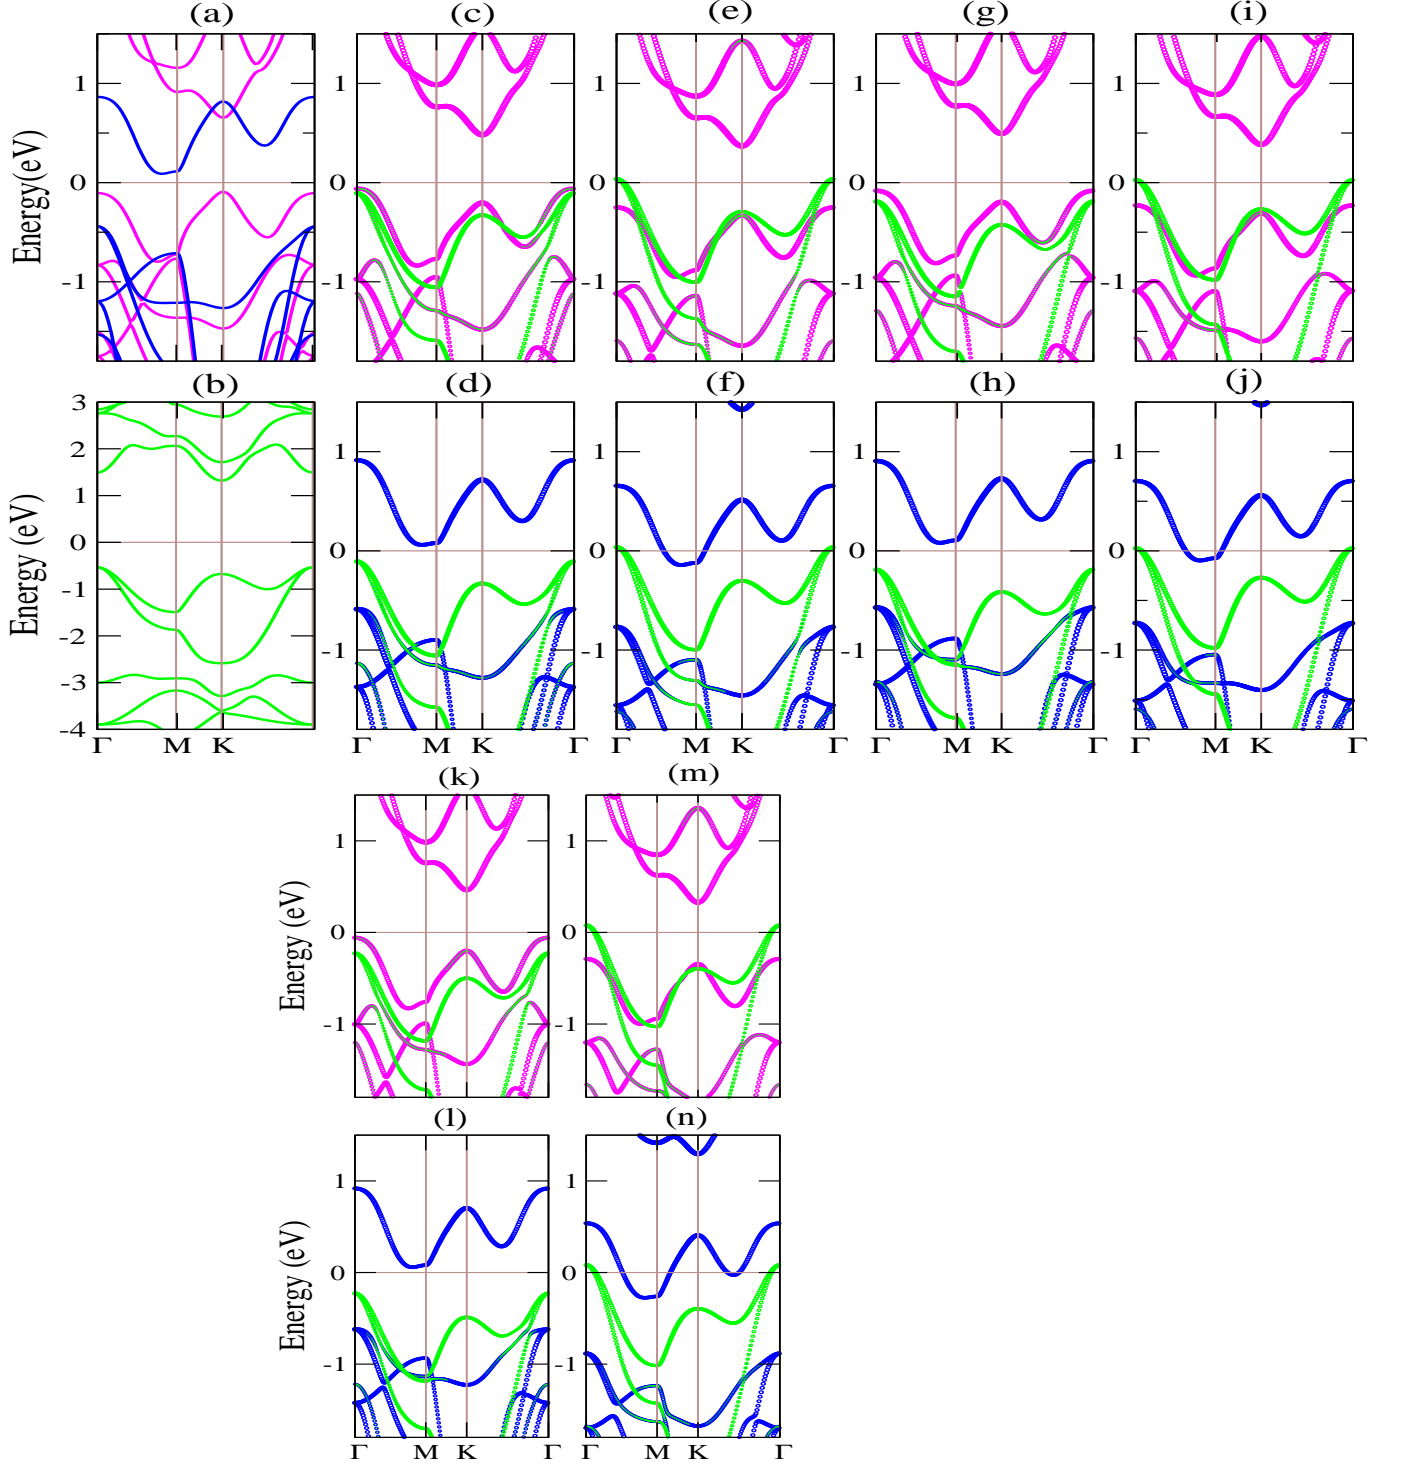 (a) (c) (e) (g) (i)
Energy(eV)
1 1 1 1 1
0 0 0 0 0
-1 -1 -1 -1 -1
(b) (d) (f) (h) (j)
Energy (eV)
3
2 1 1 1 1
1
0 0 0 0 0
-1
-2 -1 -1 -1 -1
-3
-4
Γ M K Γ M K Γ Γ M K Γ Γ M K Γ Γ M K Γ
(k) (m)
Energy (eV)
1 1
0 0
-1 -1
(l) (n)
Energy (eV)
1 1
0 0
-1 -1
Γ M K Γ Γ M K Γ